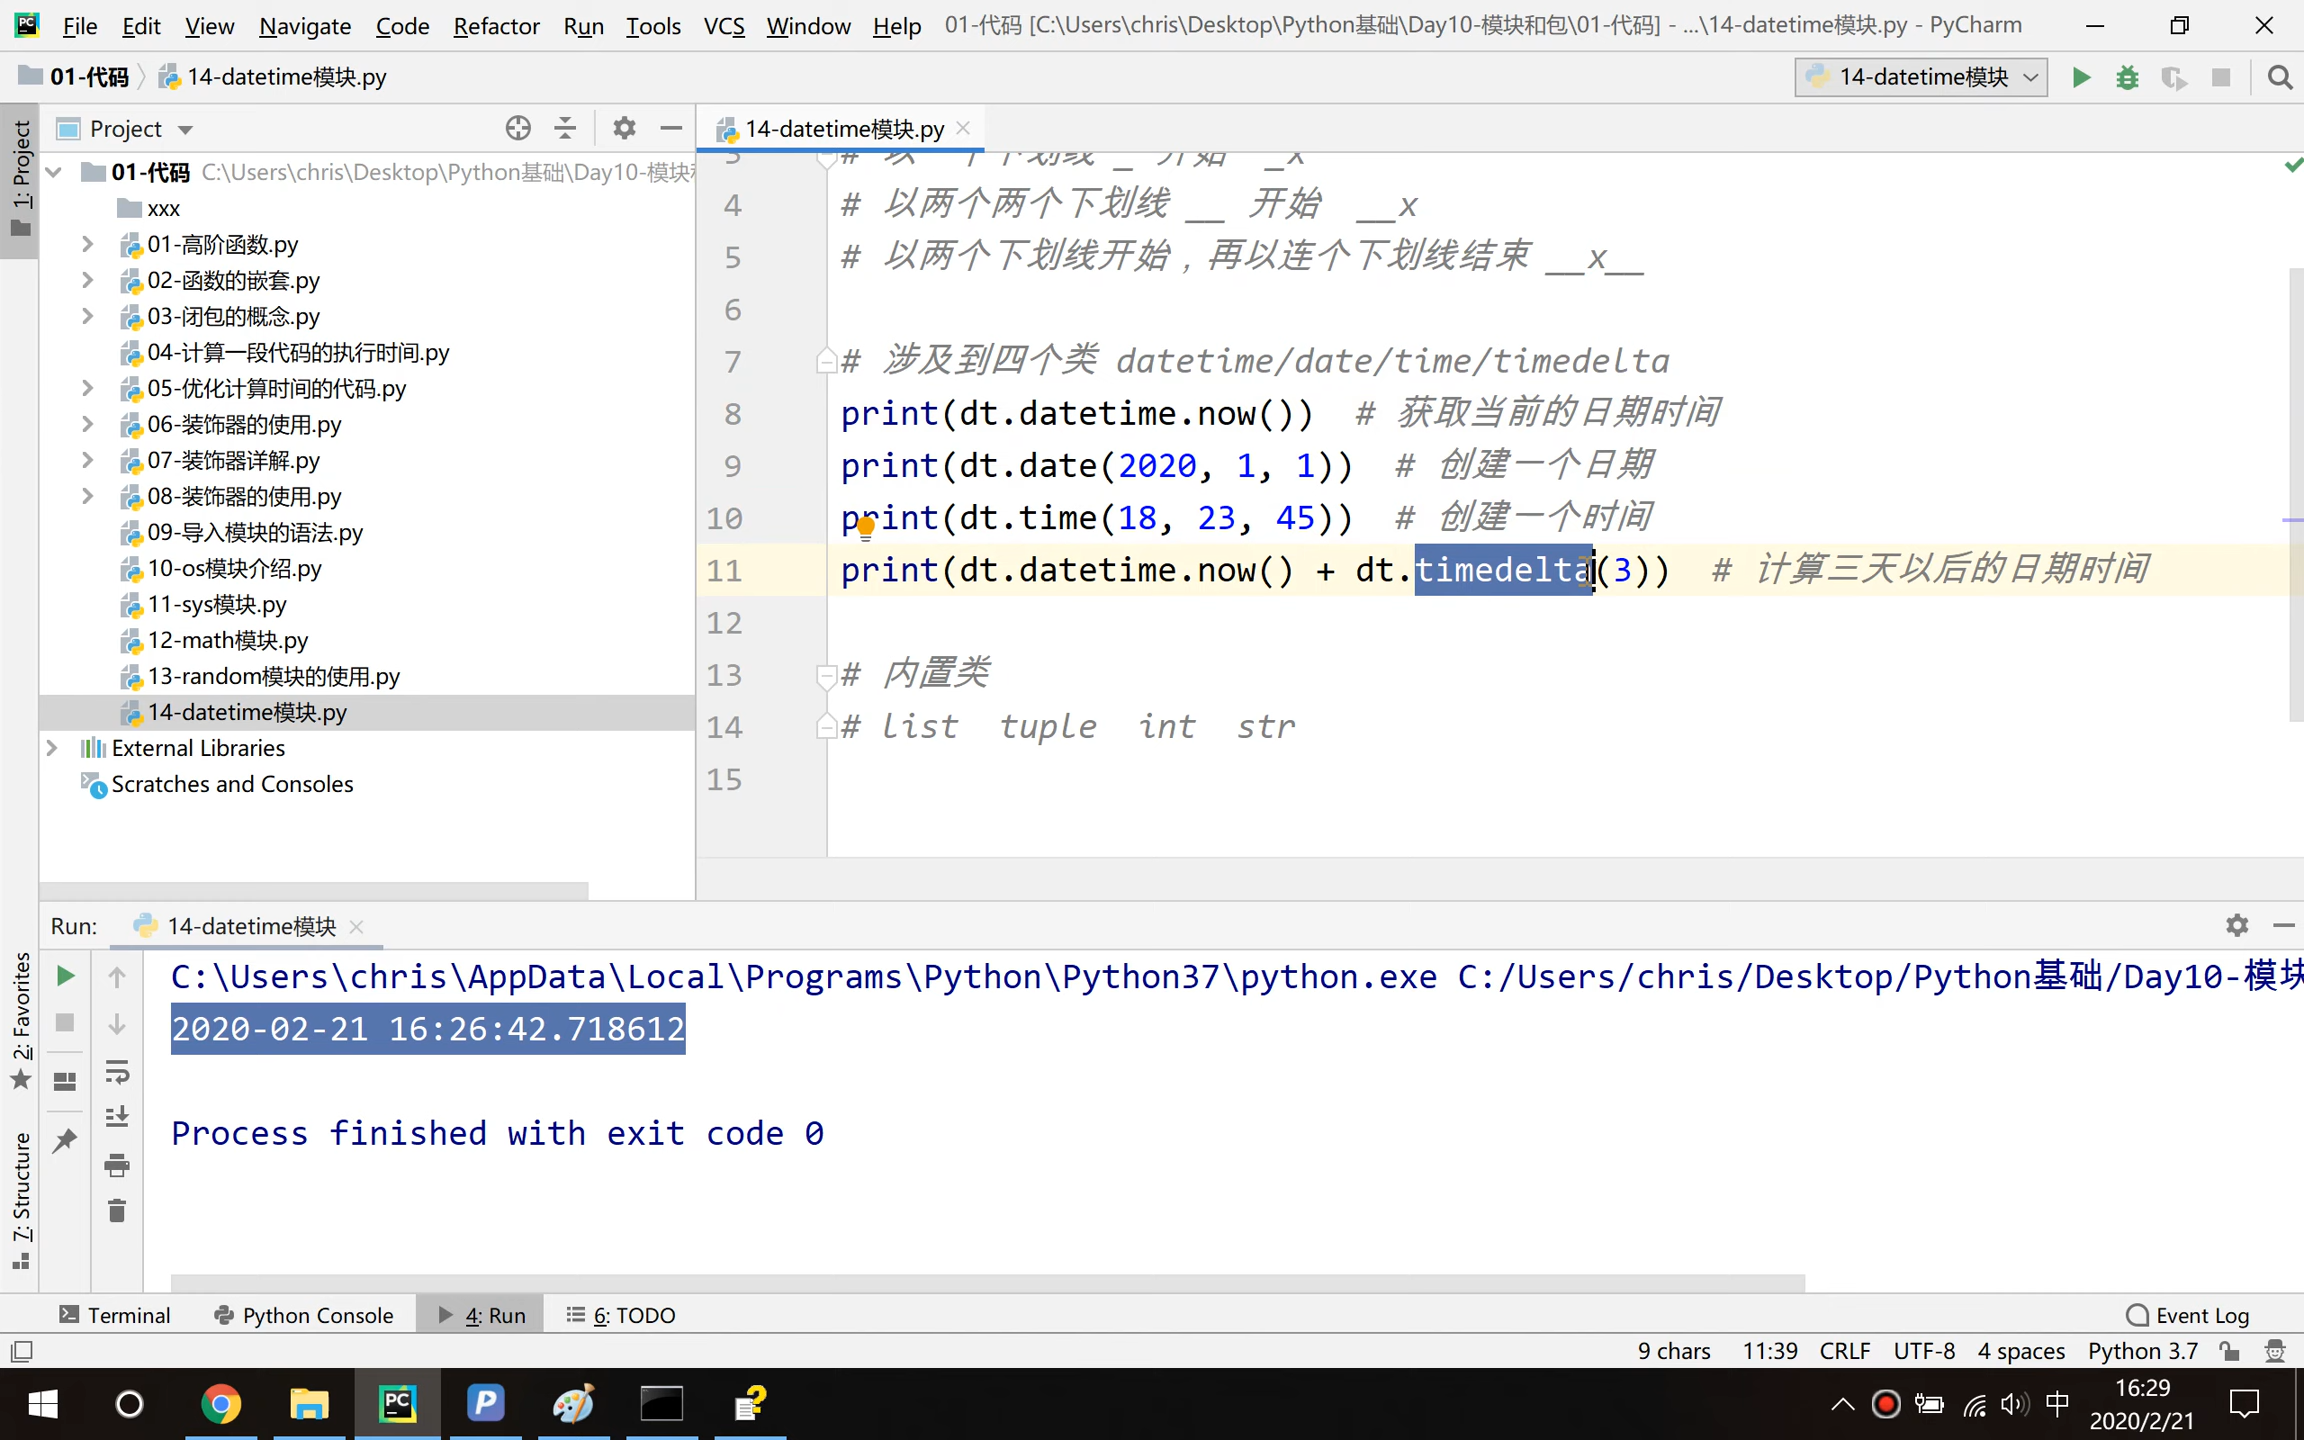 File Edit View Navigate Code Refactor Run Tools VCS Window Help 01-代码 [C:\Users\chris\Desktop\Python基础\Day10-模块和包\01-代码] - ...\14-datetime模块.py - PyCharm
01-代码 14-datetime模块.py 14-datetime模块
1: Project
Project
14-datetime模块.py
01-代码 C:\Users\chris\Desktop\Python基础\Day10-模块
xxx
01-高阶函数.py
02-函数的嵌套.py
03-闭包的概念.py
04-计算一段代码的执行时间.py
05-优化计算时间的代码.py
06-装饰器的使用.py
07-装饰器详解.py
08-装饰器的使用.py
09-导入模块的语法.py
10-os模块介绍.py
11-sys模块.py
12-math模块.py
13-random模块的使用.py
14-datetime模块.py
External Libraries
Scratches and Consoles
3 # 以一个下划线 _ 开始 _x
4 # 以两个两个下划线 __ 开始 __x
5 # 以两个下划线开始，再以连个下划线结束 __x__
6
7 # 涉及到四个类 datetime/date/time/timedelta
8 print(dt.datetime.now()) # 获取当前的日期时间
9 print(dt.date(2020, 1, 1)) # 创建一个日期
10 print(dt.time(18, 23, 45)) # 创建一个时间
11 print(dt.datetime.now() + dt.timedelta(3)) # 计算三天以后的日期时间
12
13 # 内置类
14 # list tuple int str
15
Run: 14-datetime模块
2: Favorites
7: Structure
C:\Users\chris\AppData\Local\Programs\Python\Python37\python.exe C:/Users/chris/Desktop/Python基础/Day10-模块
2020-02-21 16:26:42.718612
Process finished with exit code 0
Terminal Python Console 4: Run 6: TODO Event Log
9 chars 11:39 CRLF UTF-8 4 spaces Python 3.7
中
16:29
2020/2/21